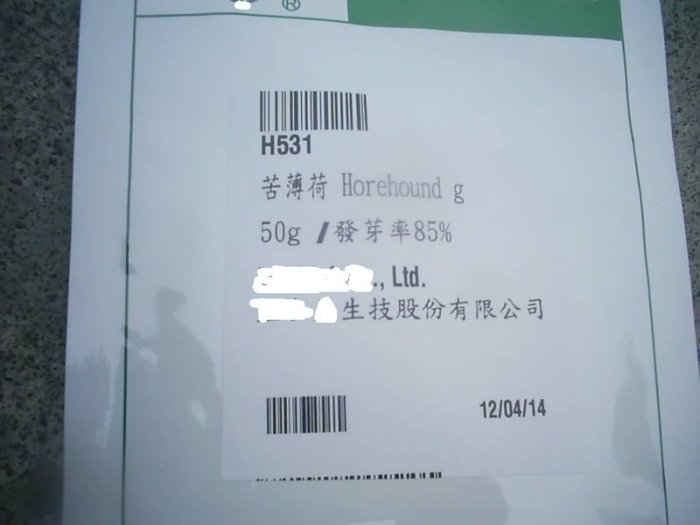 ®
H531
苦薄荷 Horehound g
50g /發芽率85%
., Ltd.
生技股份有限公司
12/04/14